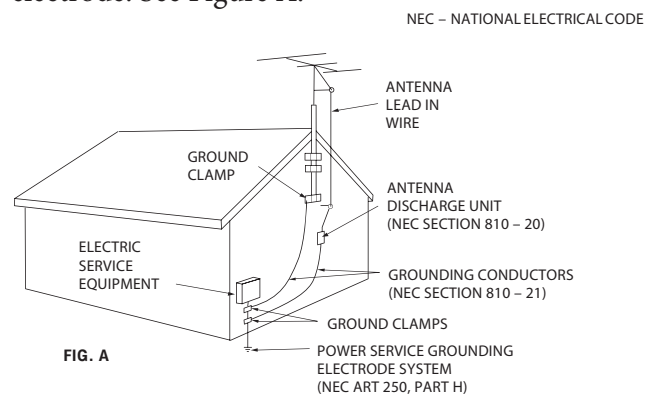 electrode. See Figure A.
NEC – NATIONAL ELECTRICAL CODE
ANTENNA
LEAD IN
WIRE
GROUND
CLAMP
ANTENNA
DISCHARGE UNIT
(NEC SECTION 810 – 20)
ELECTRIC
SERVICE
EQUIPMENT
GROUNDING CONDUCTORS
(NEC SECTION 810 – 21)
GROUND CLAMPS
FIG. A
POWER SERVICE GROUNDING
ELECTRODE SYSTEM
(NEC ART 250, PART H)